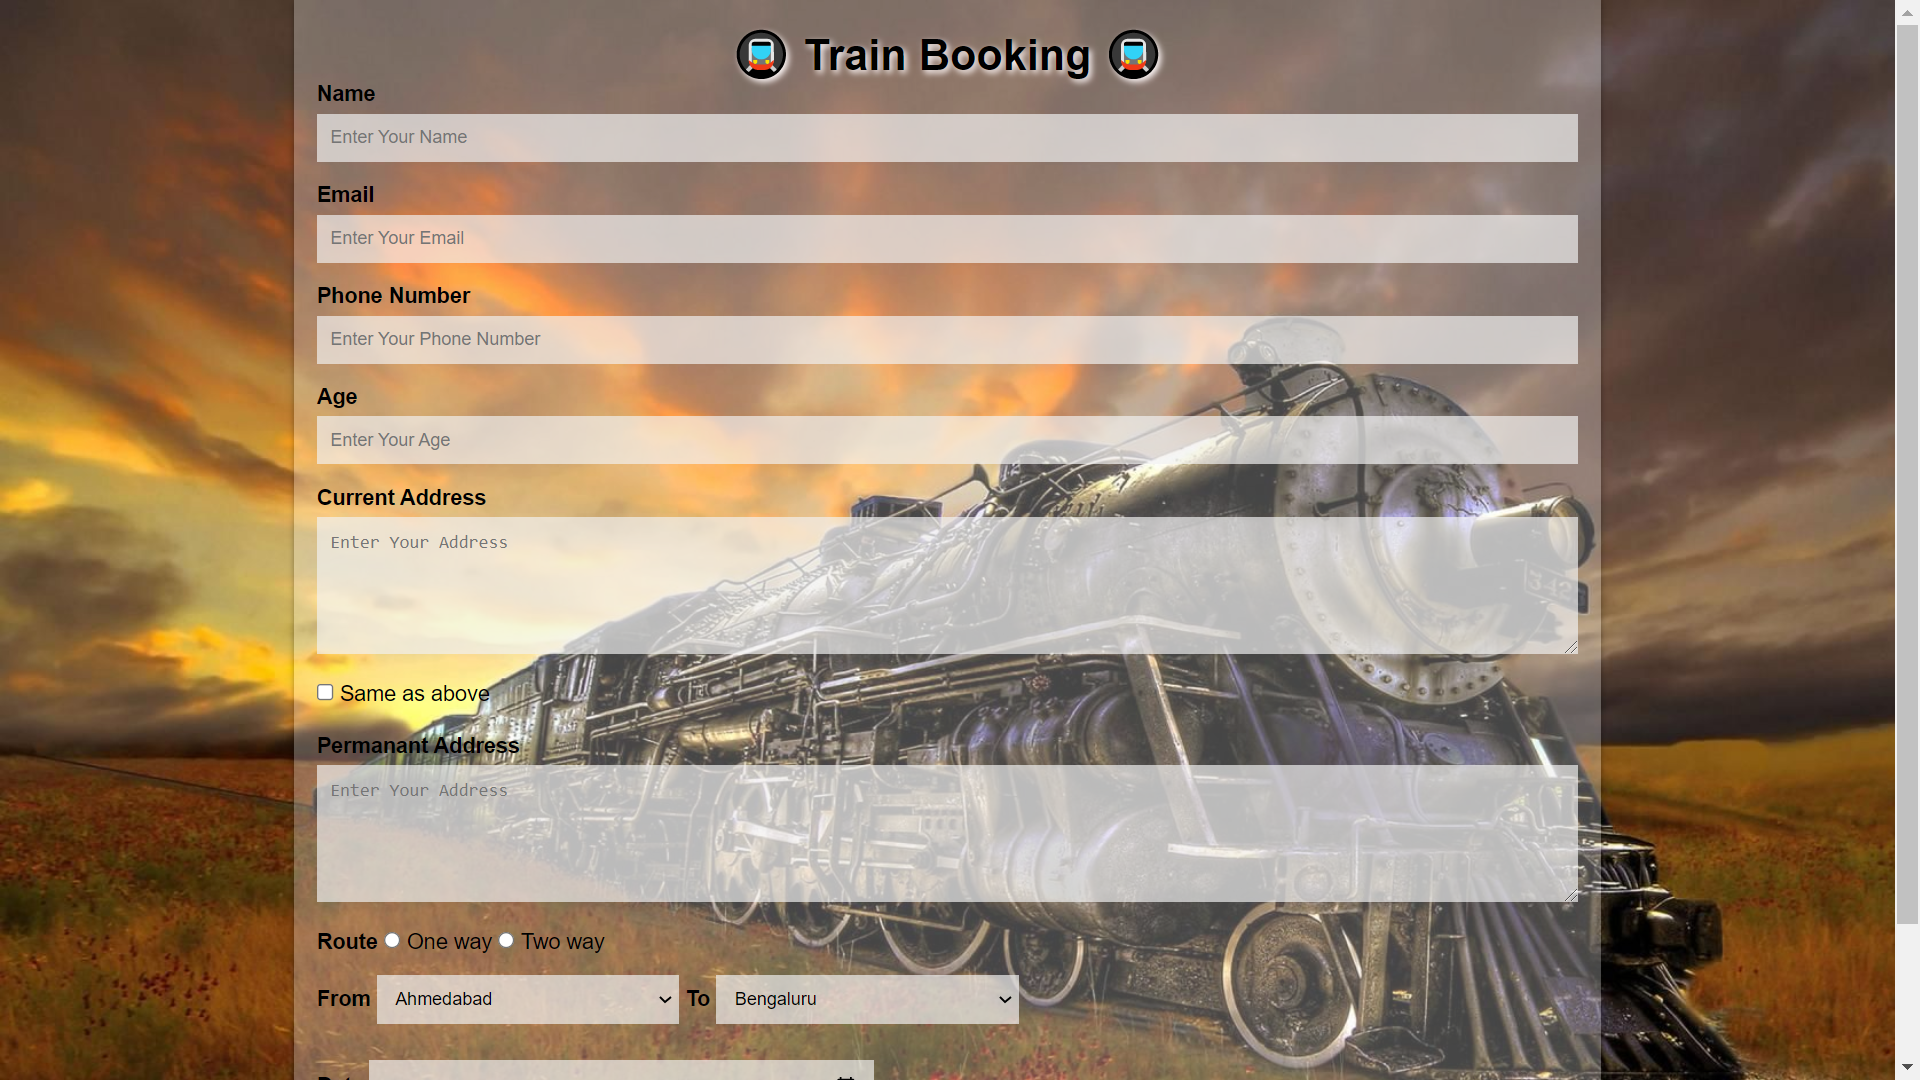 Train Booking
Name
Enter Your Name
Email
Enter Your Email
Phone Number
Enter Your Phone Number
Age
Enter Your Age
Current Address
Enter Your Address
Same as above
Permanant Address
Enter Your Address
Route One way Two way
From Ahmedabad To Bengaluru